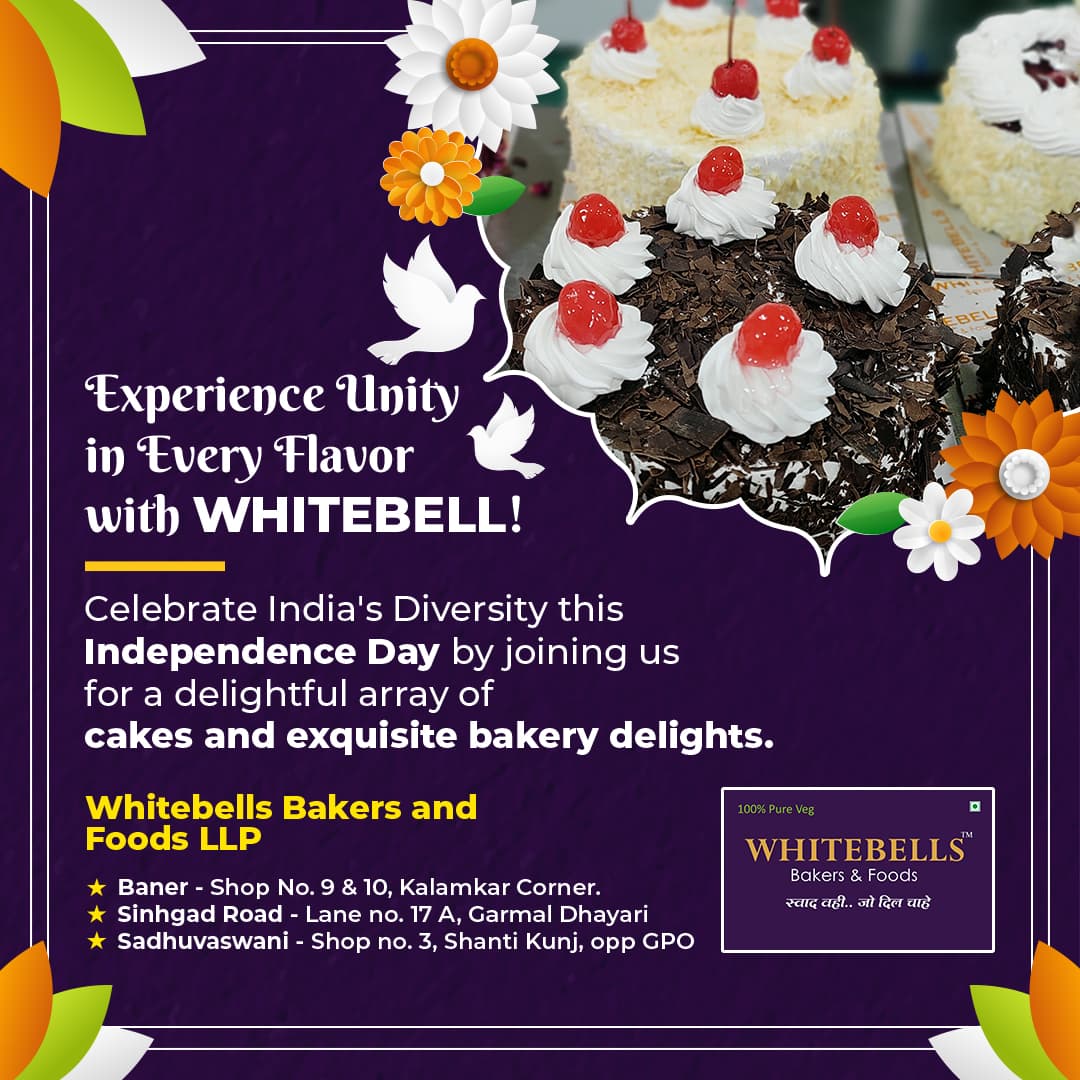 Experience Unity
in Every Flavor
with WHITEBELL!
Celebrate India's Diversity this
Independence Day by joining us
for a delightful array of
cakes and exquisite bakery delights.
Whitebells Bakers and
Foods LLP
★ Baner - Shop No. 9 & 10, Kalamkar Corner.
★ Sinhgad Road - Lane no. 17 A, Garmal Dhayari
★ Sadhuvaswani - Shop no. 3, Shanti Kunj, opp GPO
100% Pure Veg
WHITEBELLS™
Bakers & Foods
स्वाद वही.. जो दिल चाहे